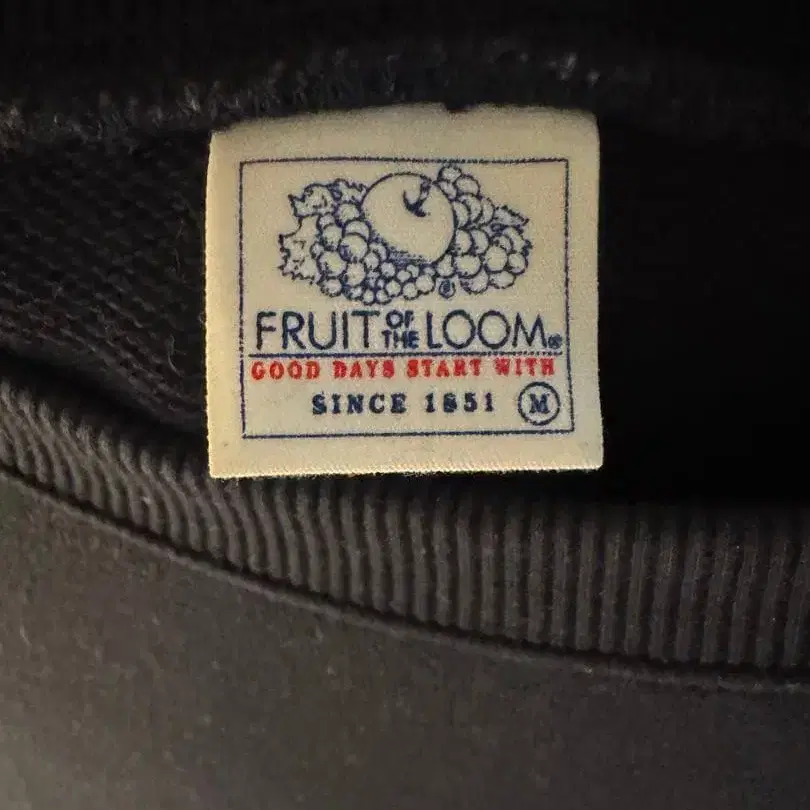 FRUIT OF THE LOOM®
GOOD DAYS START WITH
SINCE 1851 M